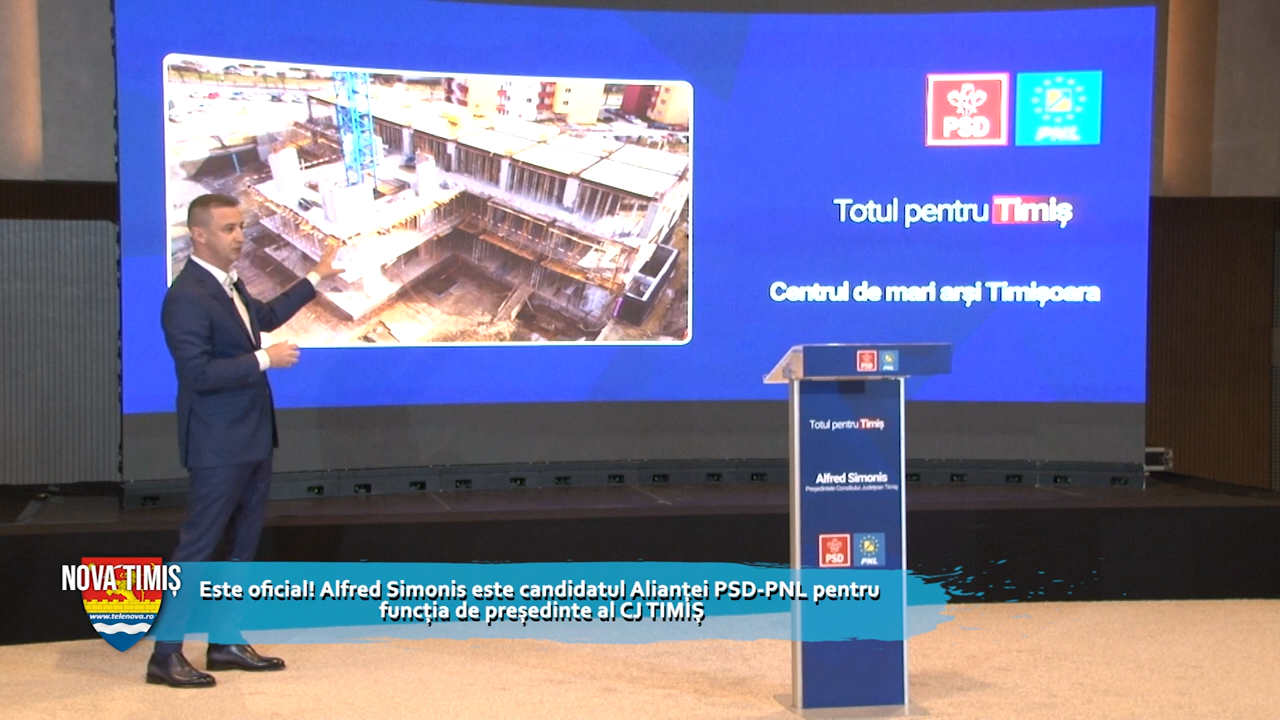 PSD
PNL
Totul pentru Timiș
Centrul de mari arși Timișoara
PSD
PNL
Totul pentru Timiș
Alfred Simonis
Președintele Consiliului Județean Timiș
PSD
PNL
NOVA TIMIȘ
www.telenova.ro
Este oficial! Alfred Simonis este candidatul Alianței PSD-PNL pentru
funcția de președinte al CJ TIMIȘ